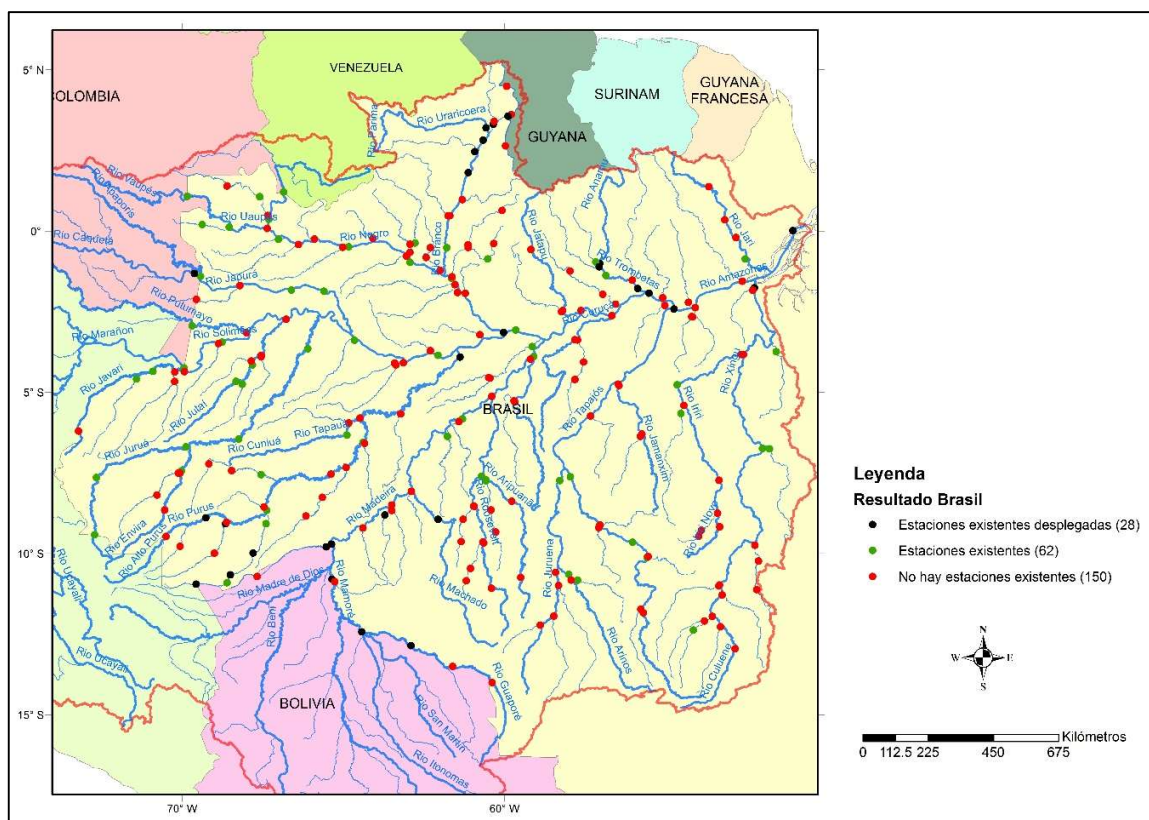 5° N
0°
5°S
10°S
15°S
70° W
60° W
COLOMBIA
VENEZUELA
GUYANA
SURINAM
GUYANA
FRANCESA
BRASIL
BOLIVIA
Rio Parima
Rio Uraricoera
Rio Vaupés
Rio Apaporis
Rio Uaupés
Rio Caquetá
Rio Negro
Rio Branco
Rio Jatapu
Rio Trombetas
Rio Jari
Rio Amazonas
Rio Japurá
Rio Putumayo
Rio Marañon
Rio Solimões
Rio Javari
Rio Jutaí
Rio Juruá
Rio Cuniuá
Rio Tapauá
Rio Tapajós
Rio Xingu
Rio Iriri
Rio Jamanxim
Rio Envira
Rio Alto Purus
Rio Purus
Rio Madeira
Rio Aripuanã
Rio Roosevelt
Rio Ucayali
Rio Madre de Dios
Rio Beni
Rio Mamoré
Rio Machado
Rio Juruena
Rio Arinos
Rio Culuene
Rio Ucayali
Rio Guaporé
Rio San Martín
Rio Itonomas
Leyenda
Resultado Brasil
Estaciones existentes desplegadas (28)
Estaciones existentes (62)
No hay estaciones existentes (150)
N
W E
S
Kilómetros
0 112.5 225 450 675